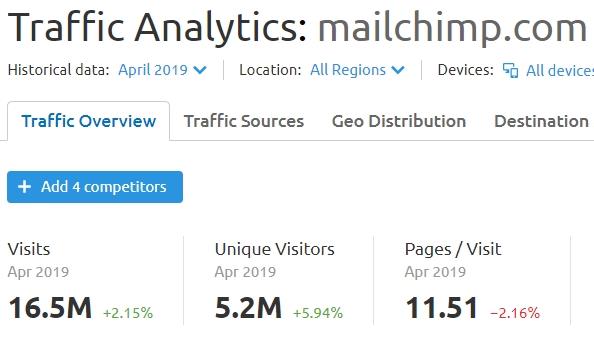 Traffic Analytics: mailchimp.com
Historical data: April 2019 Location: All Regions Devices: All devices
Traffic Overview Traffic Sources Geo Distribution Destination
+ Add 4 competitors
Visits Unique Visitors Pages / Visit
Apr 2019 Apr 2019 Apr 2019
16.5M +2.15% 5.2M +5.94% 11.51 −2.16%